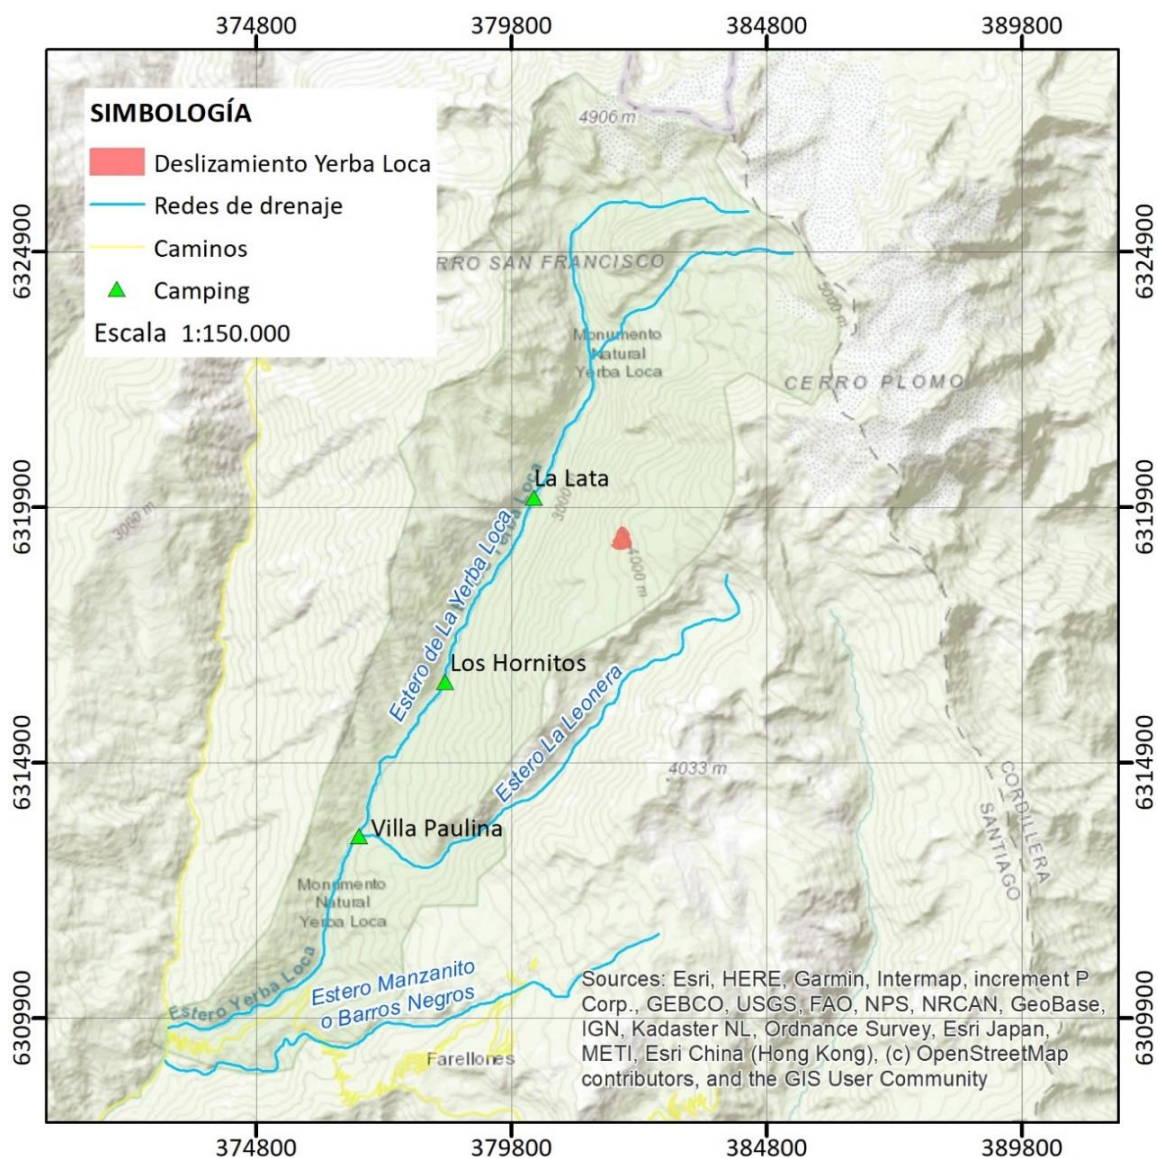 374800
379800
384800
389800
SIMBOLOGÍA
Deslizamiento Yerba Loca
Redes de drenaje
Caminos
Camping
Escala 1:150.000
4906 m
6324900
6324900
RRO SAN FRANCISCO
5000 m
Monumento
Natural
Yerba Loca
CERRO PLOMO
La Lata
Yerba Loca
3000
3000 m
6319900
6319900
4000 m
Estero de La Yerba Loca
Los Hornitos
Estero La Leonera
6314900
6314900
4033 m
CORDILLERA
SANTIAGO
Villa Paulina
Monumento
Natural
Yerba Loca
Estero Yerba Loca
Estero Manzanito
o Barros Negros
6309900
6309900
Farellones
Sources: Esri, HERE, Garmin, Intermap, increment P
Corp., GEBCO, USGS, FAO, NPS, NRCAN, GeoBase,
IGN, Kadaster NL, Ordnance Survey, Esri Japan,
METI, Esri China (Hong Kong), (c) OpenStreetMap
contributors, and the GIS User Community
374800
379800
384800
389800